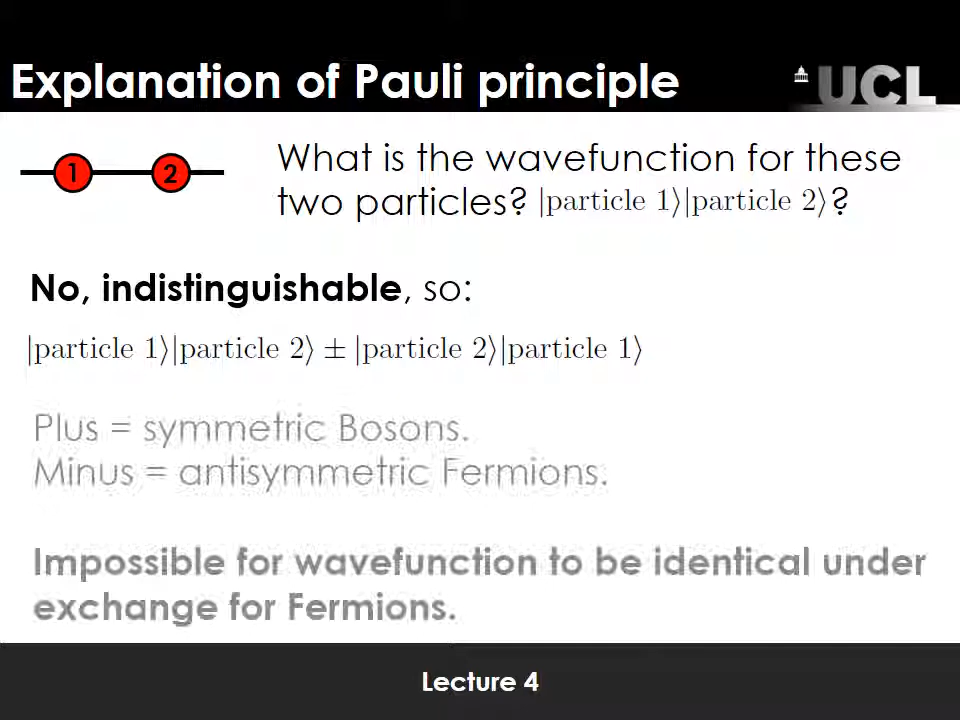 Explanation of Pauli principle
UCL
1 2
What is the wavefunction for these
two particles? |particle 1⟩|particle 2⟩?
No, indistinguishable, so:
|particle 1⟩|particle 2⟩ ± |particle 2⟩|particle 1⟩
Plus = symmetric Bosons.
Minus = antisymmetric Fermions.
Impossible for wavefunction to be identical under
exchange for Fermions.
Lecture 4